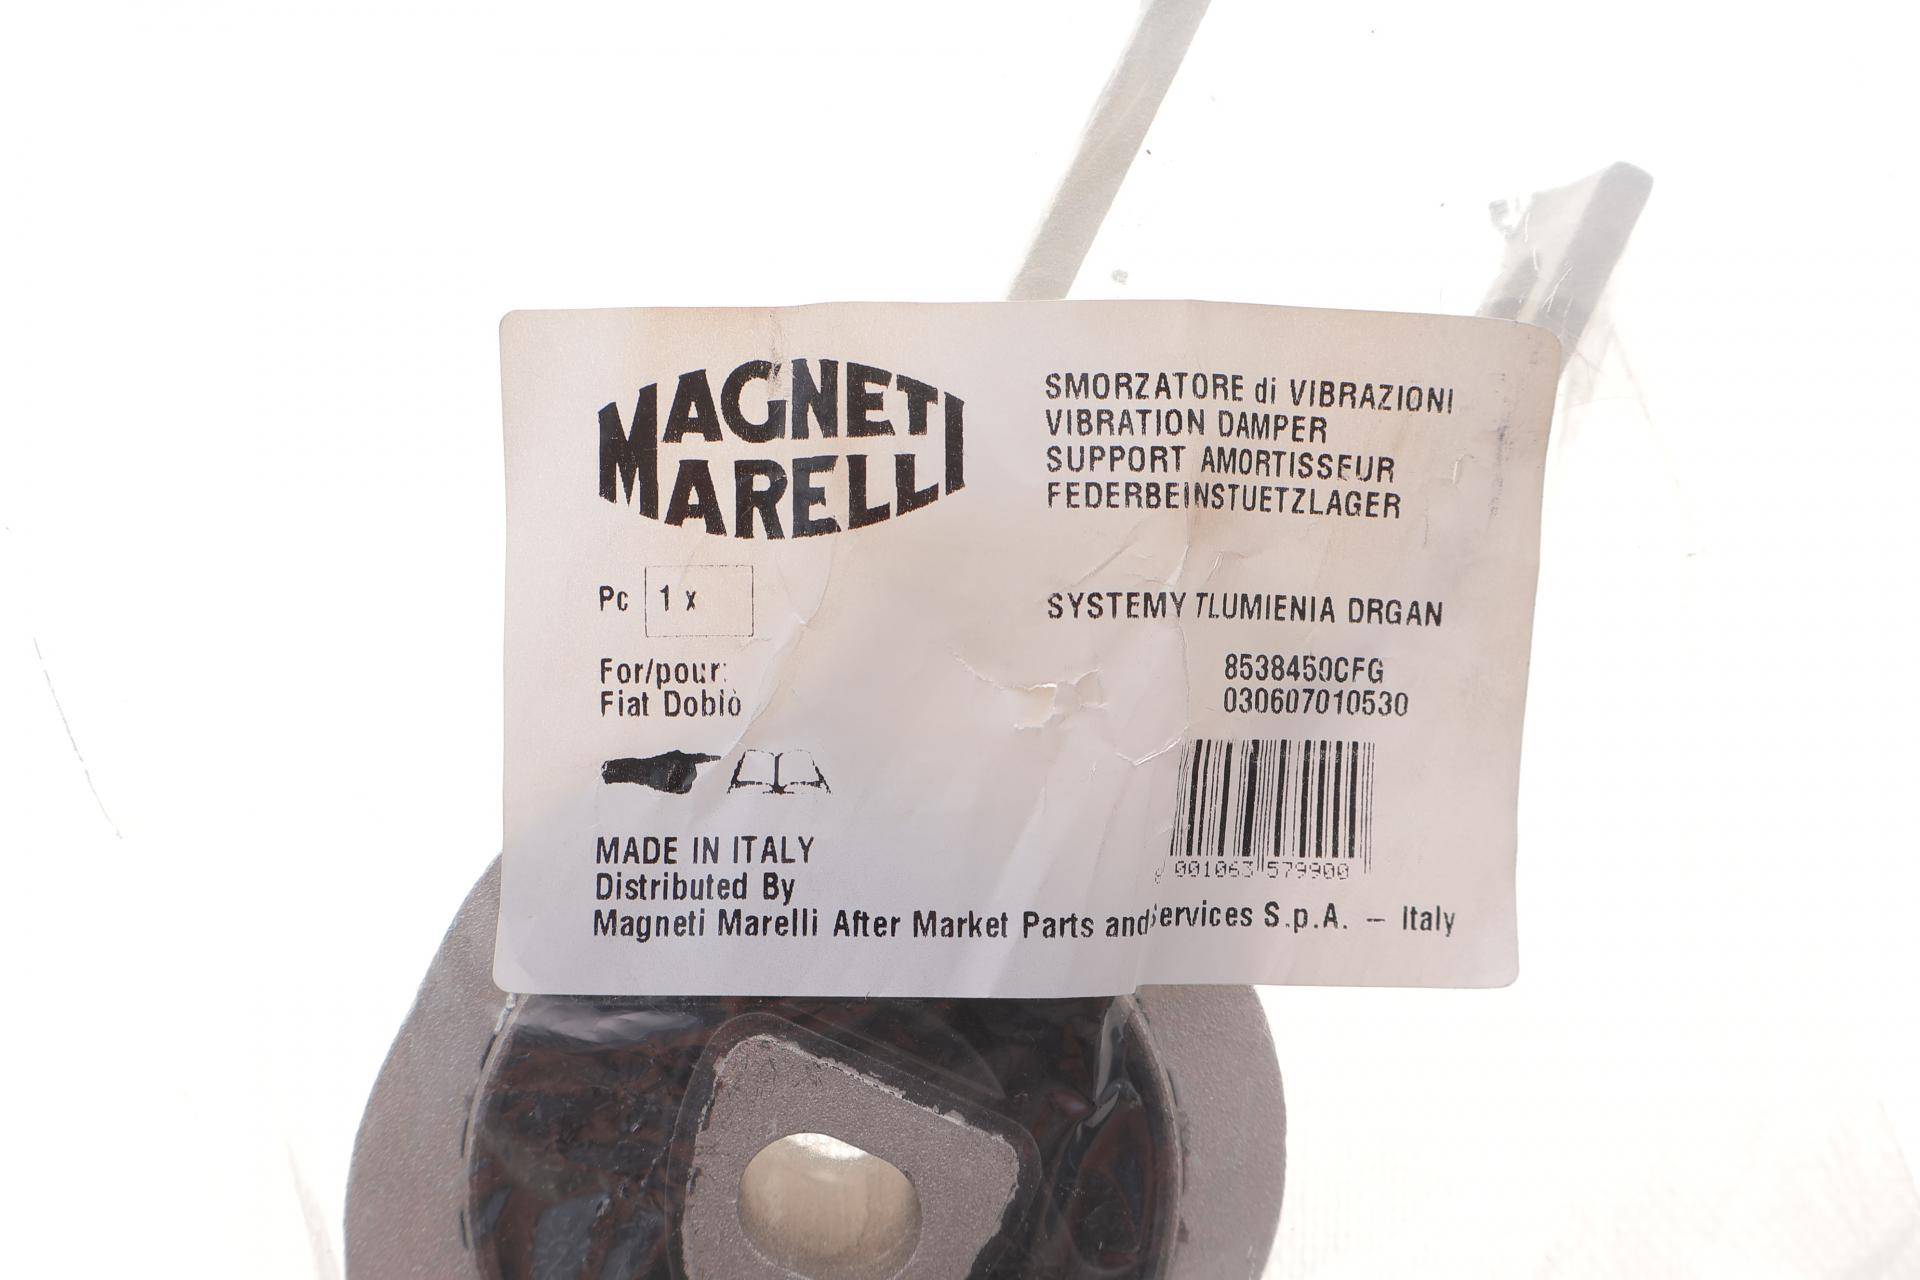 MAGNETI
MARELLI
SMORZATORE di VIBRAZIONI
VIBRATION DAMPER
SUPPORT AMORTISSEUR
FEDERBEINSTUETZLAGER
Pc 1 x
SYSTEMY TLUMIENIA DRGAN
For/pour:
Fiat Doblò
8538450CFG
030607010530
001063 579900
MADE IN ITALY
Distributed By
Magneti Marelli After Market Parts and Services S.p.A. – Italy